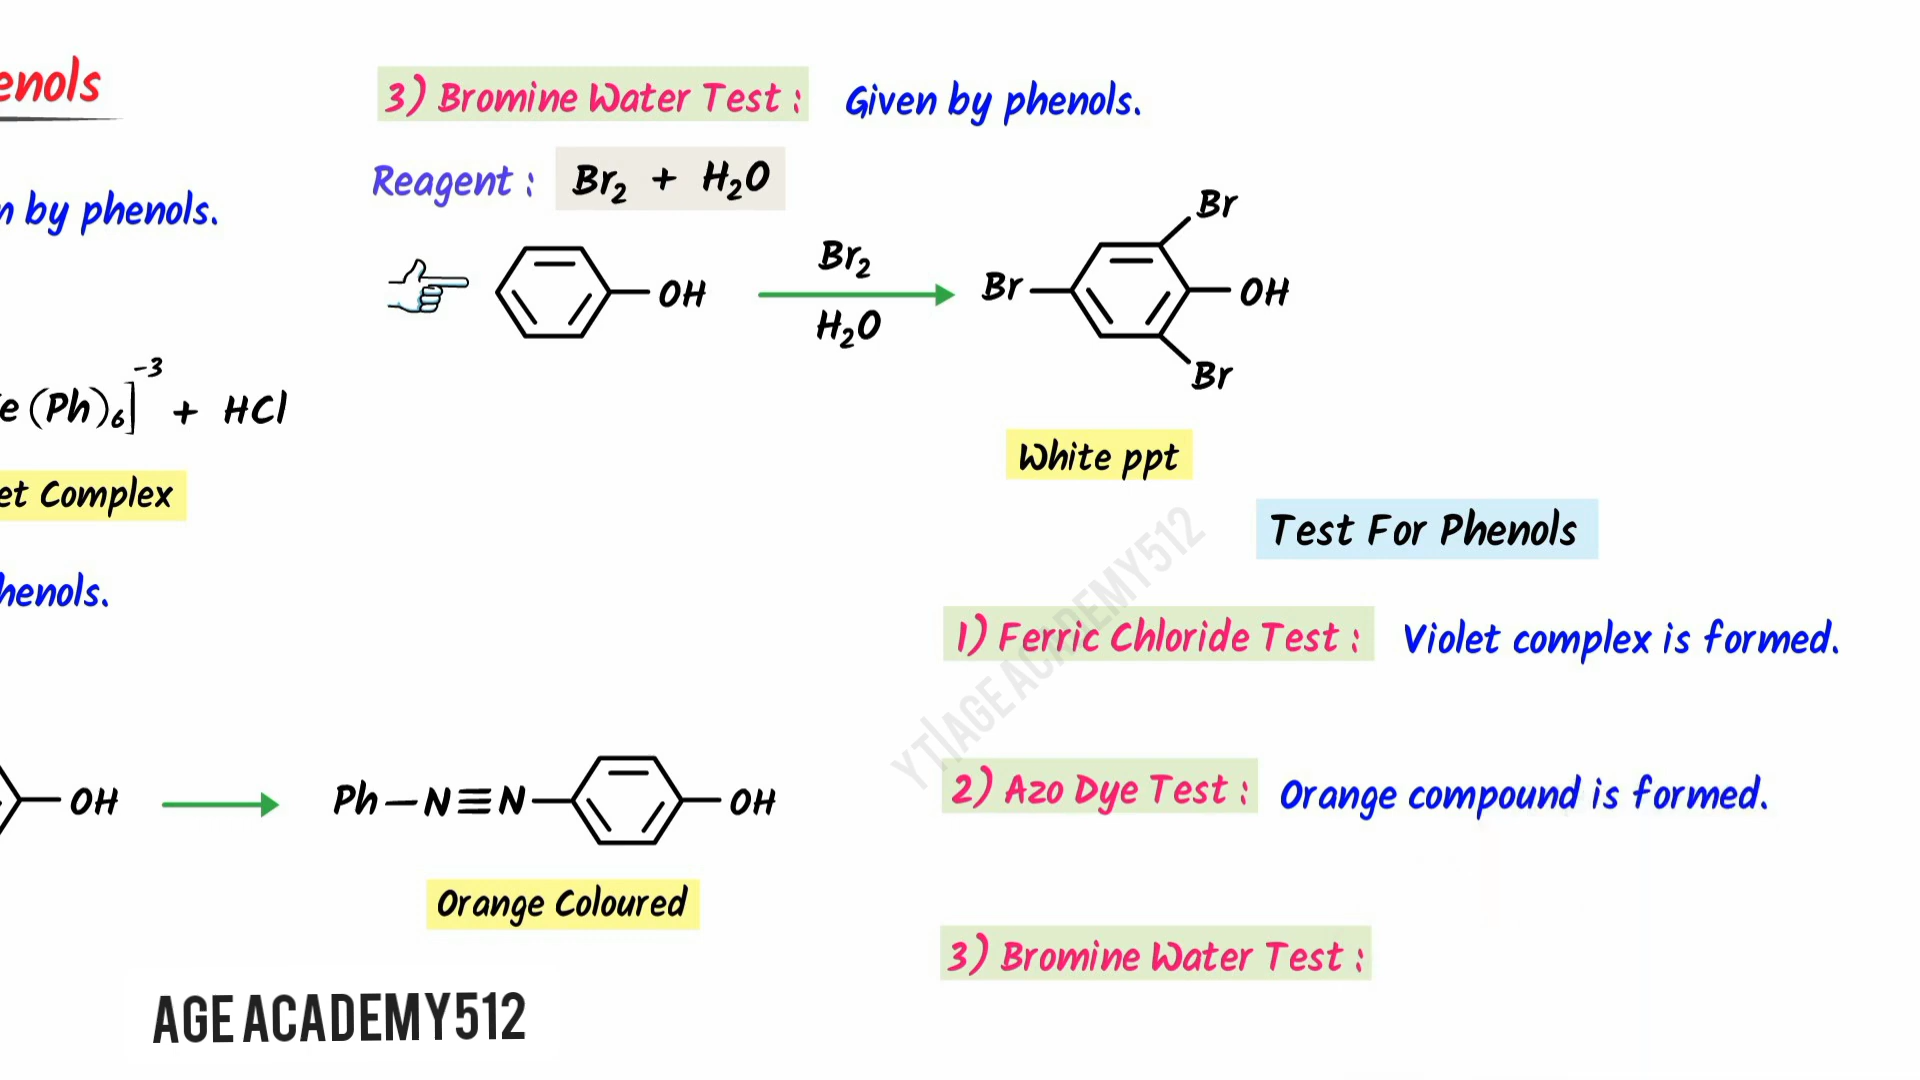 enols
n by phenols.
e (Ph)₆]⁻³ + HCl
et Complex
henols.
OH
Ph—N≡N— —OH
Orange Coloured
AGE ACADEMY512
3) Bromine Water Test :
Given by phenols.
Reagent :
Br₂ + H₂O
OH
Br₂
H₂O
Br
Br
OH
Br
White ppt
Test For Phenols
1) Ferric Chloride Test :
Violet complex is formed.
2) Azo Dye Test :
Orange compound is formed.
3) Bromine Water Test :
YT|AGE ACADEMY512